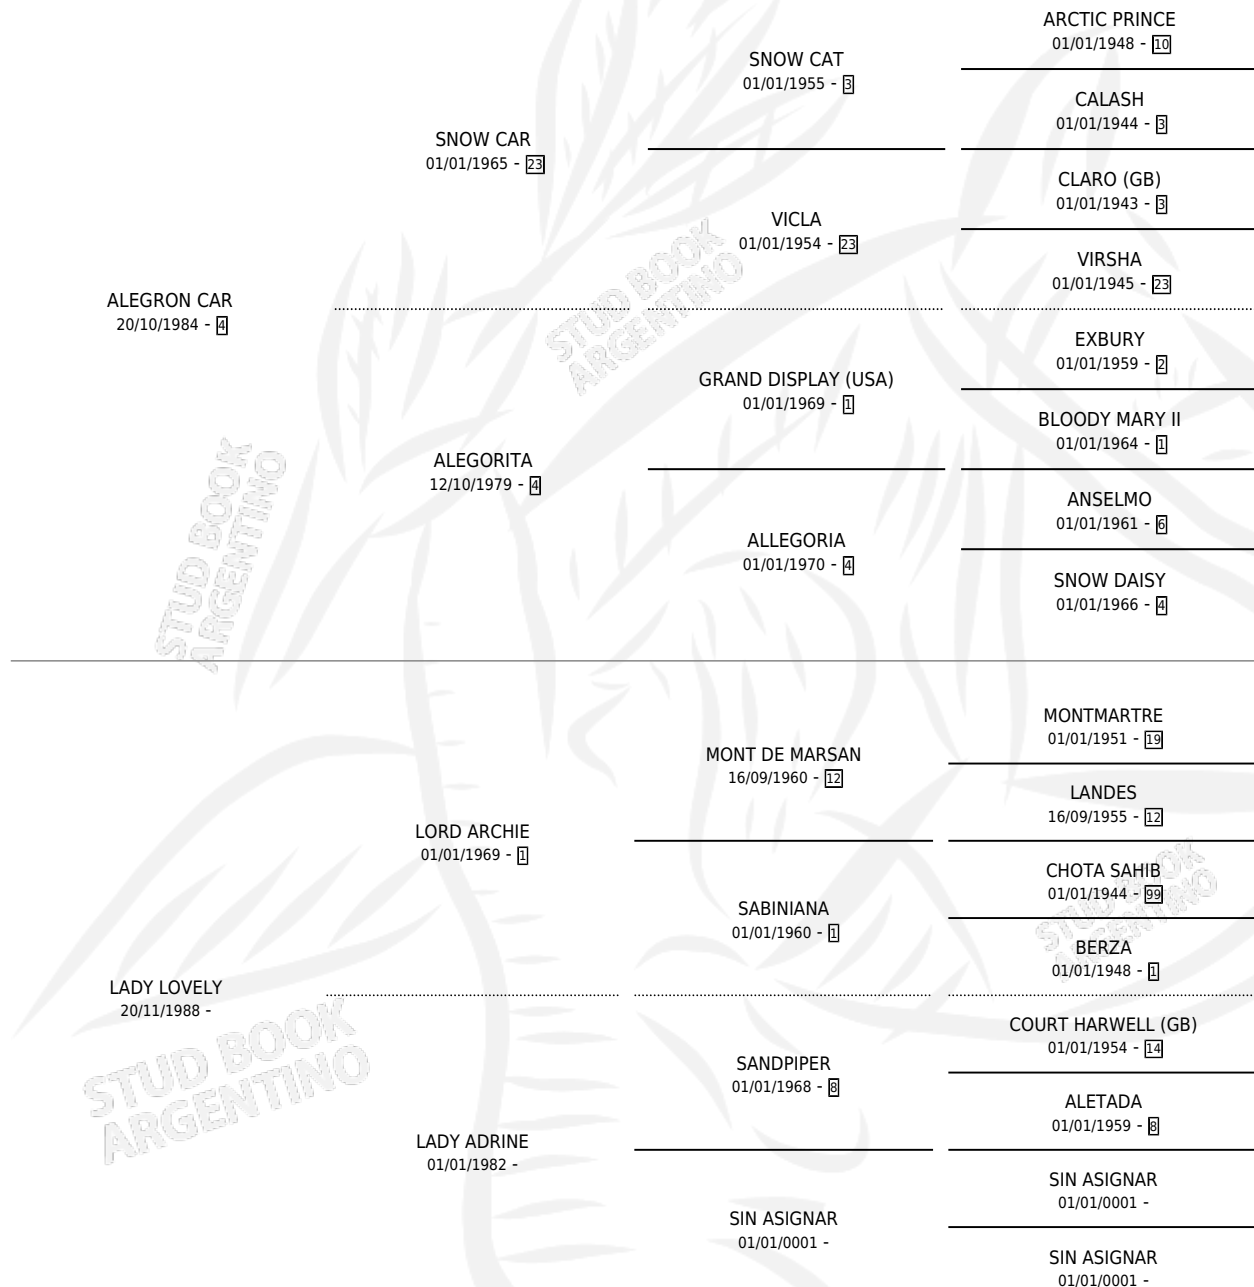 ARCTIC PRINCE
01/01/1948 - 10
SNOW CAT
01/01/1955 - 3
CALASH
01/01/1944 - 3
SNOW CAR
01/01/1965 - 23
CLARO (GB)
01/01/1943 - 3
VICLA
01/01/1954 - 23
VIRSHA
01/01/1945 - 23
ALEGRON CAR
20/10/1984 - 4
EXBURY
01/01/1959 - 2
GRAND DISPLAY (USA)
01/01/1969 - 1
BLOODY MARY II
01/01/1964 - 1
ALEGORITA
12/10/1979 - 4
ANSELMO
01/01/1961 - 6
ALLEGORIA
01/01/1970 - 4
SNOW DAISY
01/01/1966 - 4
MONTMARTRE
01/01/1951 - 19
MONT DE MARSAN
16/09/1960 - 12
LANDES
16/09/1955 - 12
LORD ARCHIE
01/01/1969 - 1
CHOTA SAHIB
01/01/1944 - 99
SABINIANA
01/01/1960 - 1
BERZA
01/01/1948 - 1
LADY LOVELY
20/11/1988 -
COURT HARWELL (GB)
01/01/1954 - 14
SANDPIPER
01/01/1968 - 8
ALETADA
01/01/1959 - 8
LADY ADRINE
01/01/1982 -
SIN ASIGNAR
01/01/0001 -
SIN ASIGNAR
01/01/0001 -
SIN ASIGNAR
01/01/0001 -
STUD BOOK
ARGENTINO
STUD BOOK
ARGENTINO
STUD BOOK
ARGENTINO
STUD BOOK
ARGENTINO